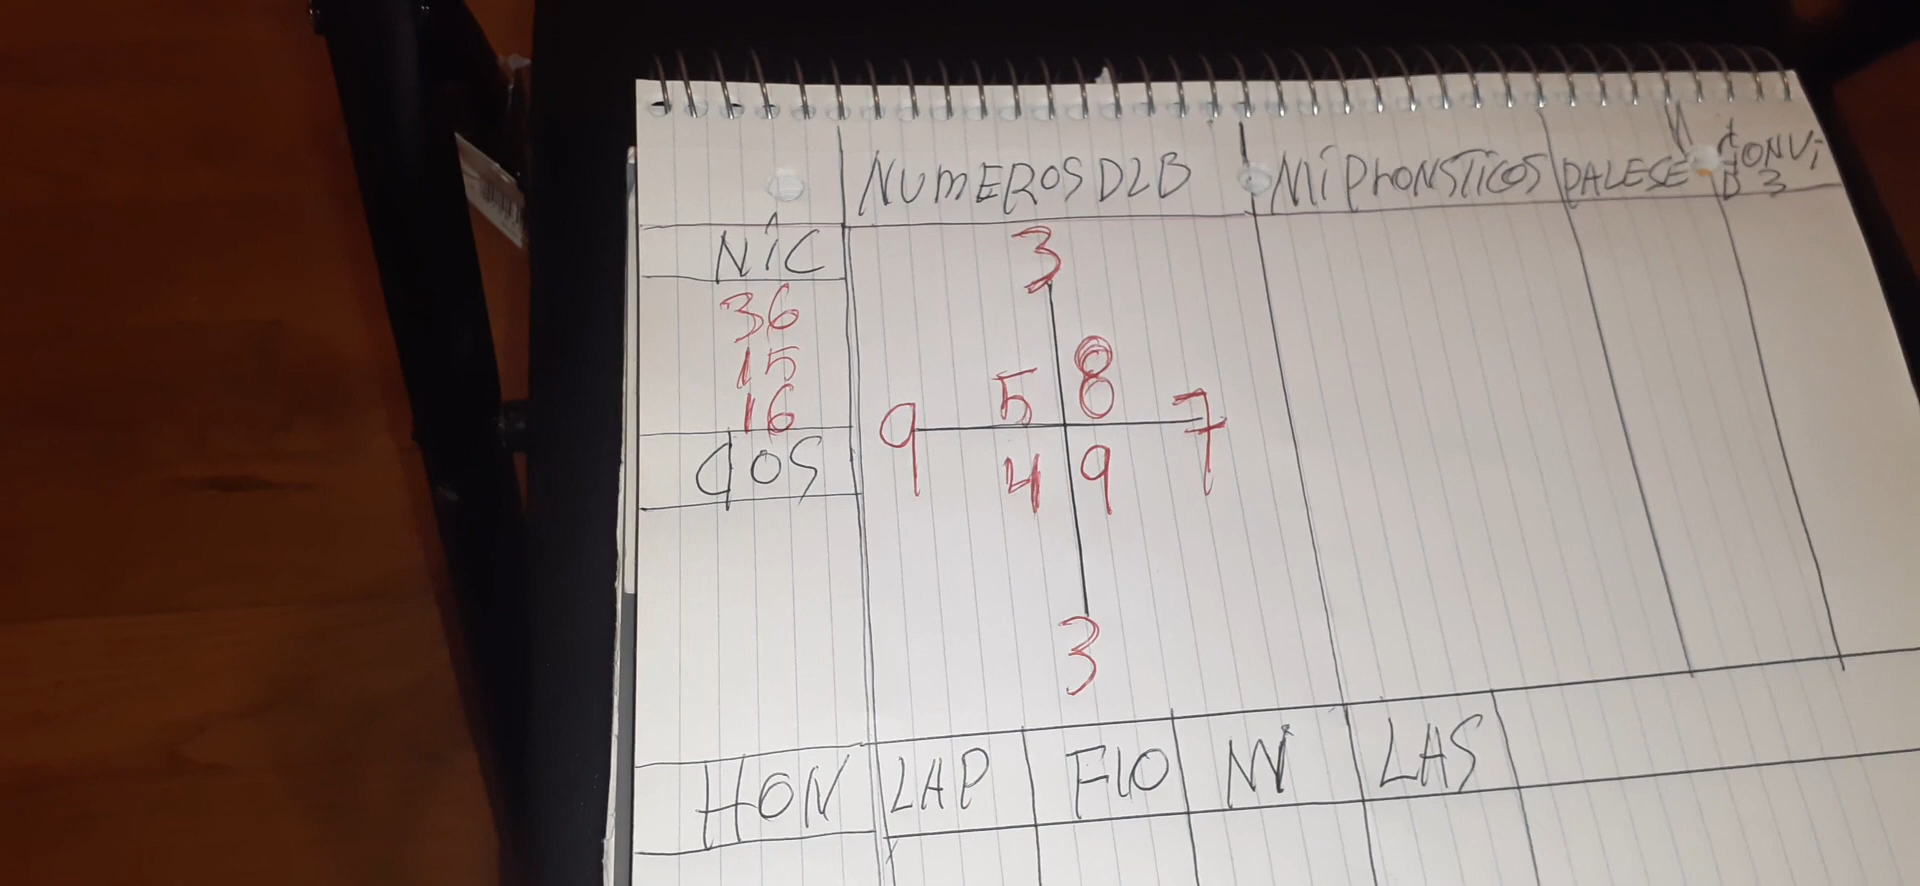 NUMEROS D2B
Mi PrONSTicOS
PALESE
CONVi
D 3
NiC
3
36
15
5 8
16
9 7
COS
4 9
3
HON LAP FLO NY LAS